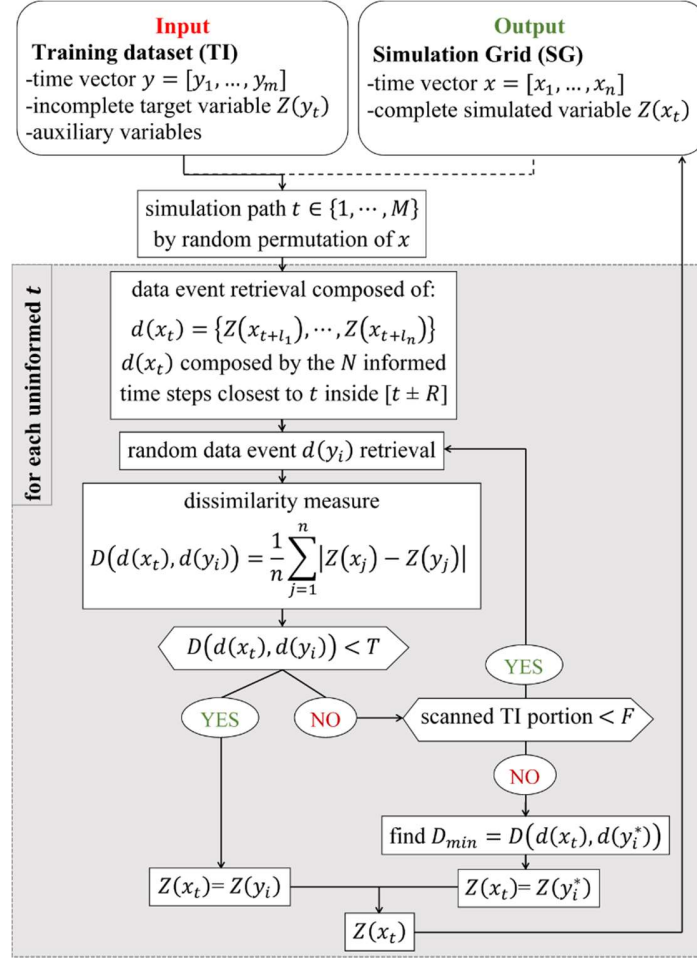 Input
Training dataset (TI)
-time vector y = [y₁, … , yₘ]
-incomplete target variable Z(yₜ)
-auxiliary variables
Output
Simulation Grid (SG)
-time vector x = [x₁, … , xₙ]
-complete simulated variable Z(xₜ)
simulation path t ∈ {1, ⋯ , M}
by random permutation of x
for each uninformed t
data event retrieval composed of:
d(xₜ) = {Z(x_{t+l₁}), ⋯ , Z(x_{t+lₙ})}
d(xₜ) composed by the N informed
time steps closest to t inside [t ± R]
random data event d(yᵢ) retrieval
dissimilarity measure
D(d(xₜ), d(yᵢ)) = 1/n ∑_{j=1}^{n} |Z(xⱼ) − Z(yⱼ)|
D(d(xₜ), d(yᵢ)) < T
YES
YES
NO
scanned TI portion < F
NO
find D_{min} = D(d(xₜ), d(yᵢ*))
Z(xₜ)= Z(yᵢ)
Z(xₜ)= Z(yᵢ*)
Z(xₜ)